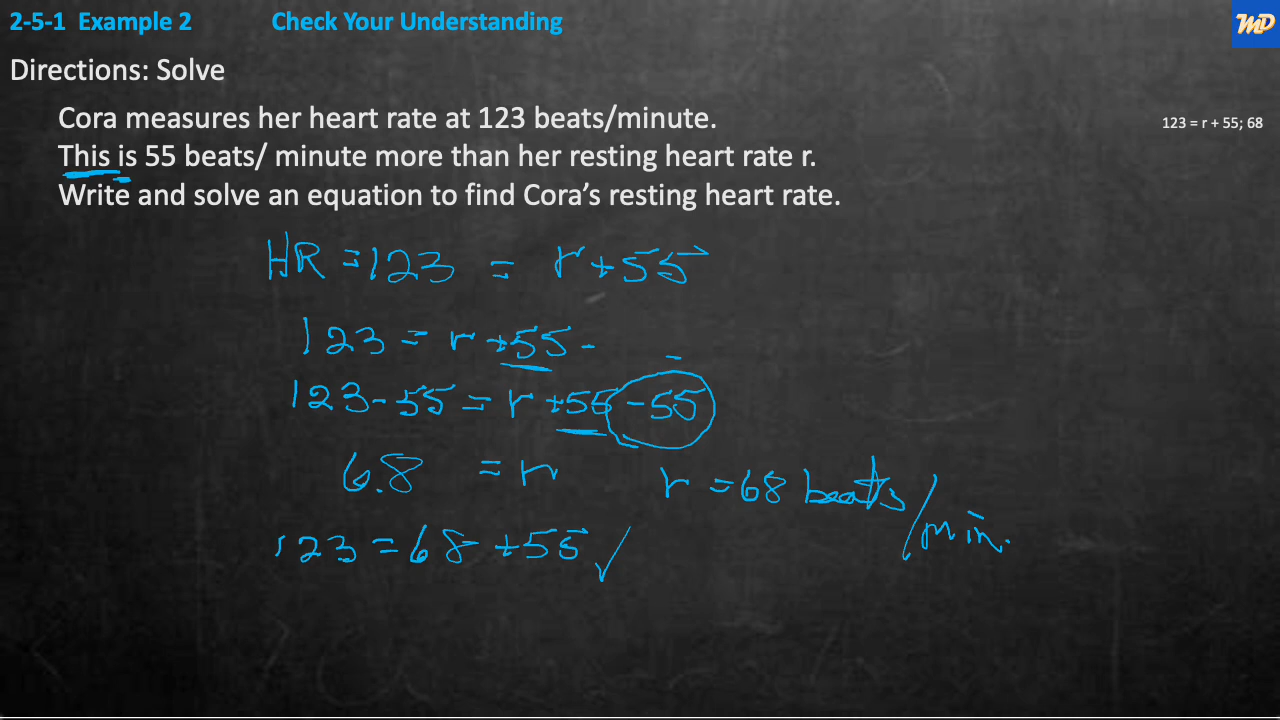 2-5-1 Example 2 Check Your Understanding
MP
Directions: Solve
Cora measures her heart rate at 123 beats/minute.
123 = r + 55; 68
This is 55 beats/ minute more than her resting heart rate r.
Write and solve an equation to find Cora’s resting heart rate.
HR = 123 = r + 55
123 = r + 55 -
123 - 55 = r + 55 - 55
6.8 = r r = 68 beats/min.
123 = 68 + 55 ✓